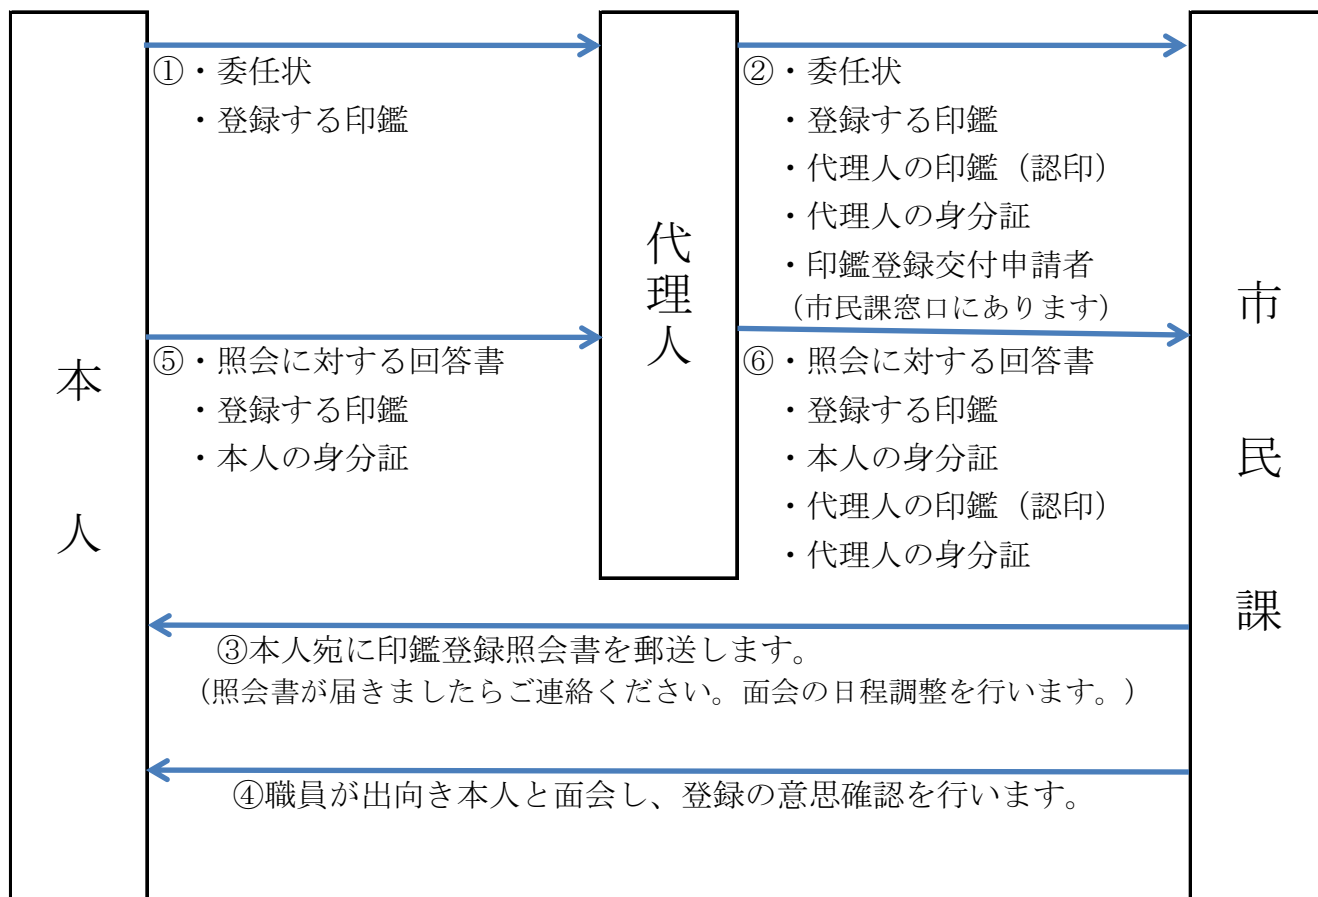 本人
①・委任状
・登録する印鑑
⑤・照会に対する回答書
・登録する印鑑
・本人の身分証
代理人
②・委任状
・登録する印鑑
・代理人の印鑑（認印）
・代理人の身分証
・印鑑登録交付申請者
（市民課窓口にあります）
⑥・照会に対する回答書
・登録する印鑑
・本人の身分証
・代理人の印鑑（認印）
・代理人の身分証
市民課
③本人宛に印鑑登録照会書を郵送します。
（照会書が届きましたらご連絡ください。面会の日程調整を行います。）
④職員が出向き本人と面会し、登録の意思確認を行います。